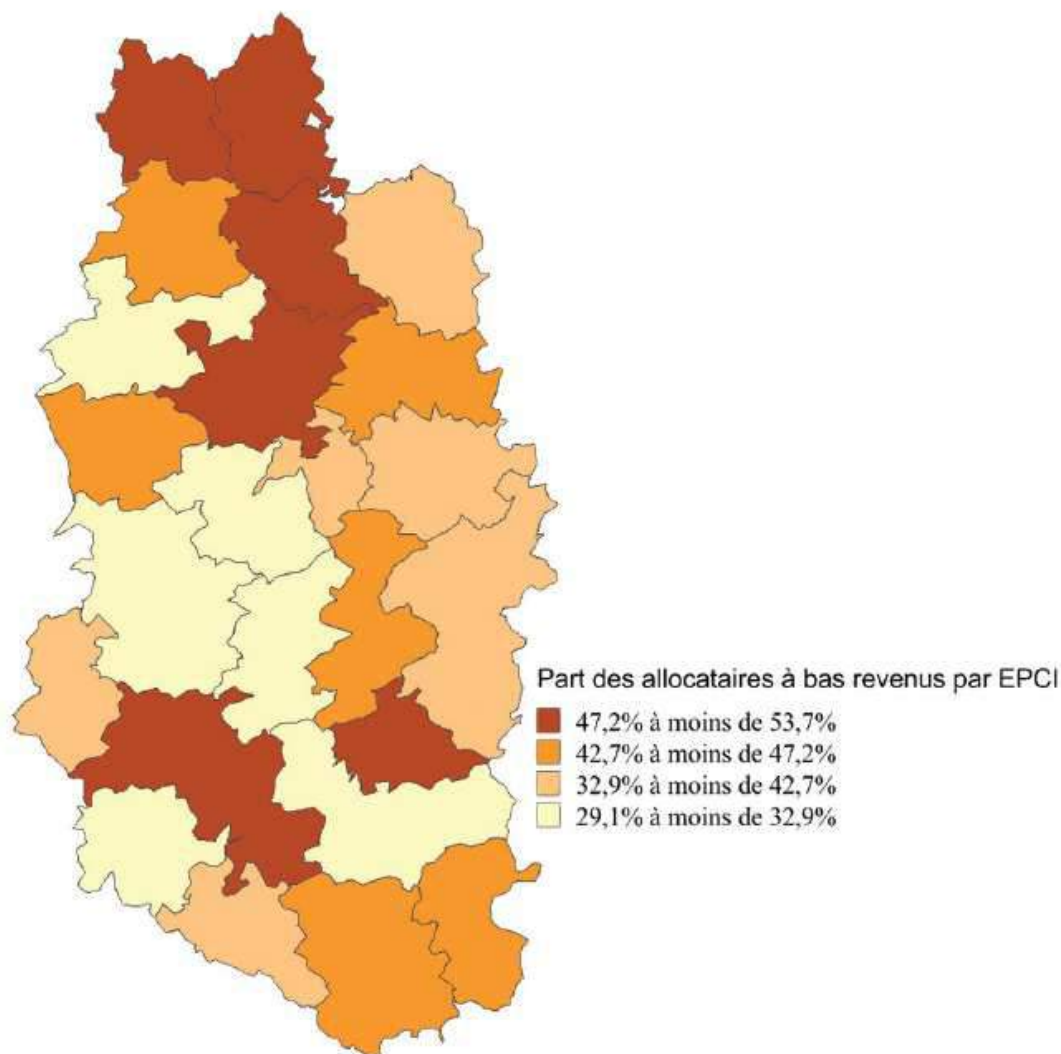 Part des allocataires à bas revenus par EPCI
47,2% à moins de 53,7%
42,7% à moins de 47,2%
32,9% à moins de 42,7%
29,1% à moins de 32,9%